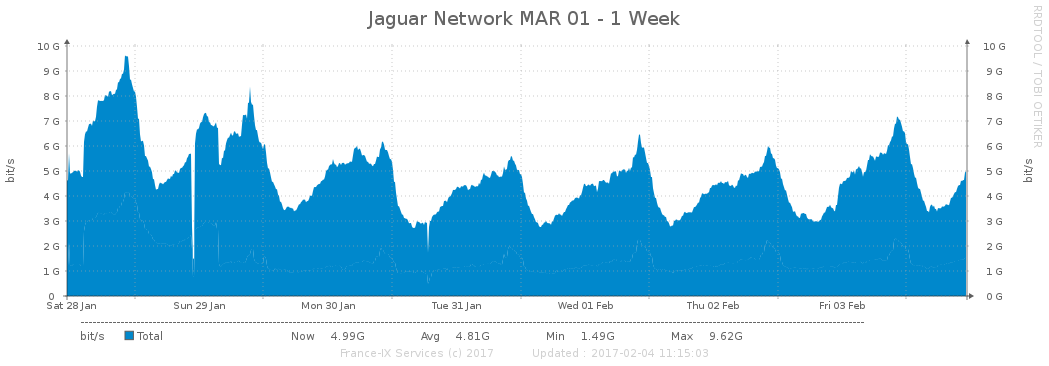 Jaguar Network MAR 01 - 1 Week
RRDTOOL / TOBI OETIKER
bit/s
10 G 10 G
9 G 9 G
8 G 8 G
7 G 7 G
6 G 6 G
5 G 5 G
4 G 4 G
3 G 3 G
2 G 2 G
1 G 1 G
0 0 G
bit/s
Sat 28 Jan Sun 29 Jan Mon 30 Jan Tue 31 Jan Wed 01 Feb Thu 02 Feb Fri 03 Feb
bit/s Total Now 4.99G Avg 4.81G Min 1.49G Max 9.62G
France-IX Services (c) 2017 Updated : 2017-02-04 11:15:03